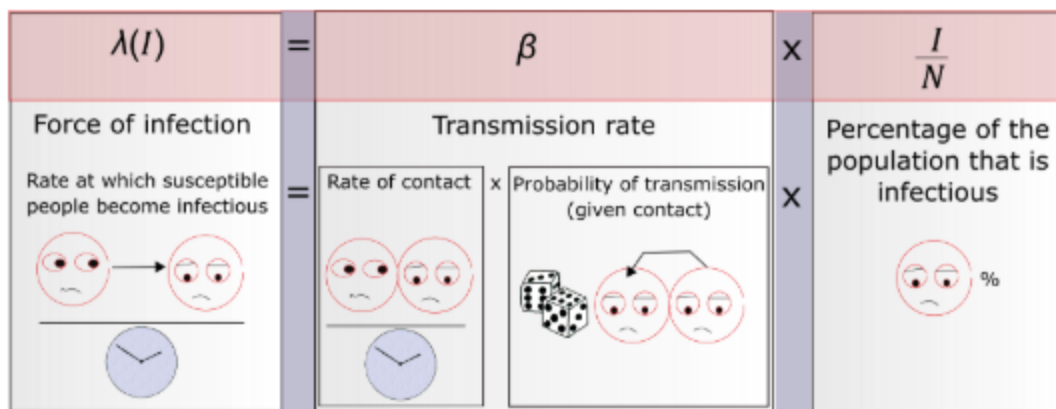 λ(I) = β x I/N
Force of infection
Transmission rate
Percentage of the
population that is
infectious
Rate at which susceptible
people become infectious
=
Rate of contact
x
Probability of transmission
(given contact)
x
%